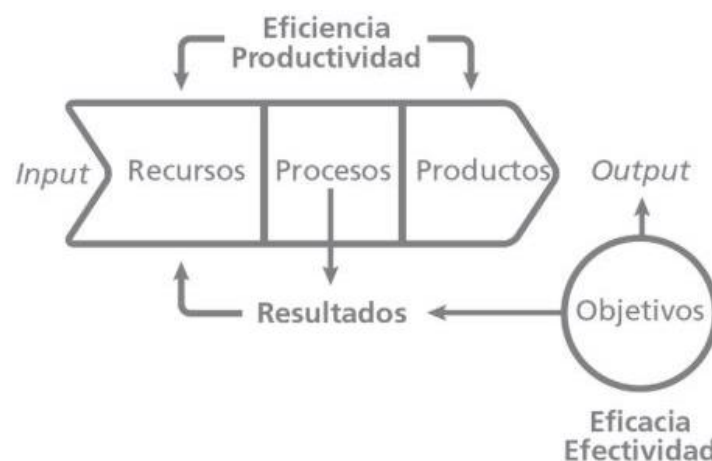 Eficiencia
Productividad
Input
Recursos
Procesos
Productos
Output
Resultados
Objetivos
Eficacia
Efectividad